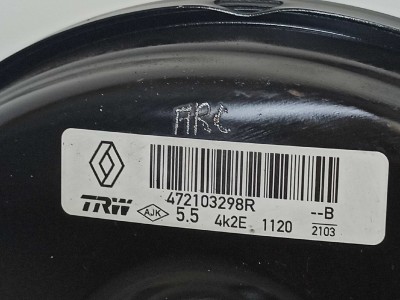 ARC
472103298R
TRW AJK 5.5 4k2E 1120 --B
2103